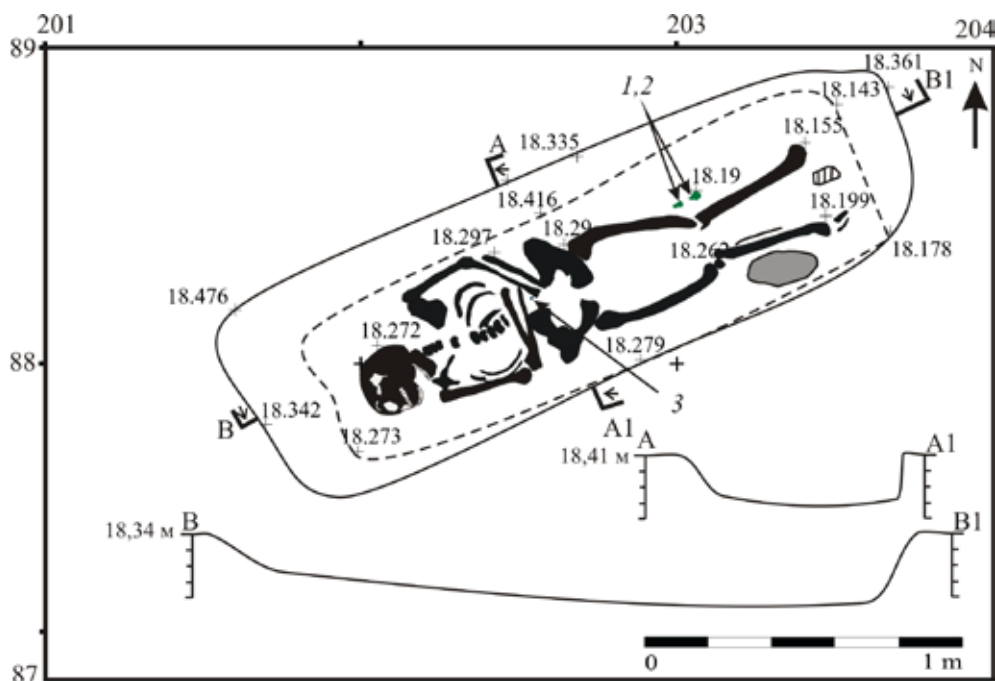 201 203 204
89
18.361
N
1,2
18.143
B1
A
18.335
18.155
18.19
18.416
18.199
18.29
18.297
18.262
18.178
18.476
18.272
18.279
88
3
18.342
B
A1
18.273
18,41 м A A1
18,34 м B B1
87
0 1 m